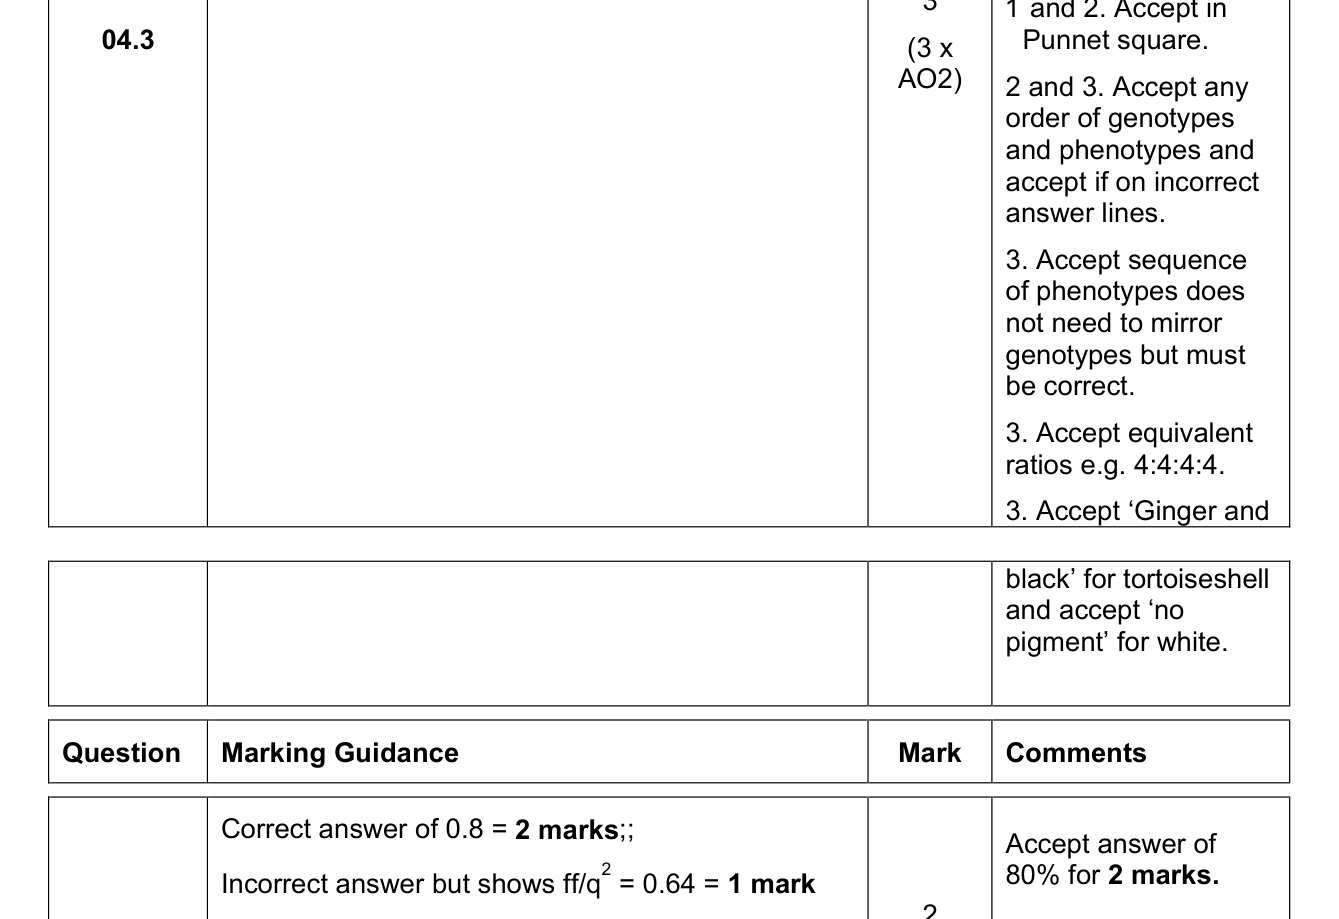 3
1 and 2. Accept in
04.3
Punnet square.
(3 x
AO2)
2 and 3. Accept any
order of genotypes
and phenotypes and
accept if on incorrect
answer lines.
3. Accept sequence
of phenotypes does
not need to mirror
genotypes but must
be correct.
3. Accept equivalent
ratios e.g. 4:4:4:4.
3. Accept ‘Ginger and
black’ for tortoiseshell
and accept ‘no
pigment’ for white.
Question Marking Guidance Mark Comments
Correct answer of 0.8 = 2 marks;;
Incorrect answer but shows ff/q² = 0.64 = 1 mark
2
Accept answer of
80% for 2 marks.